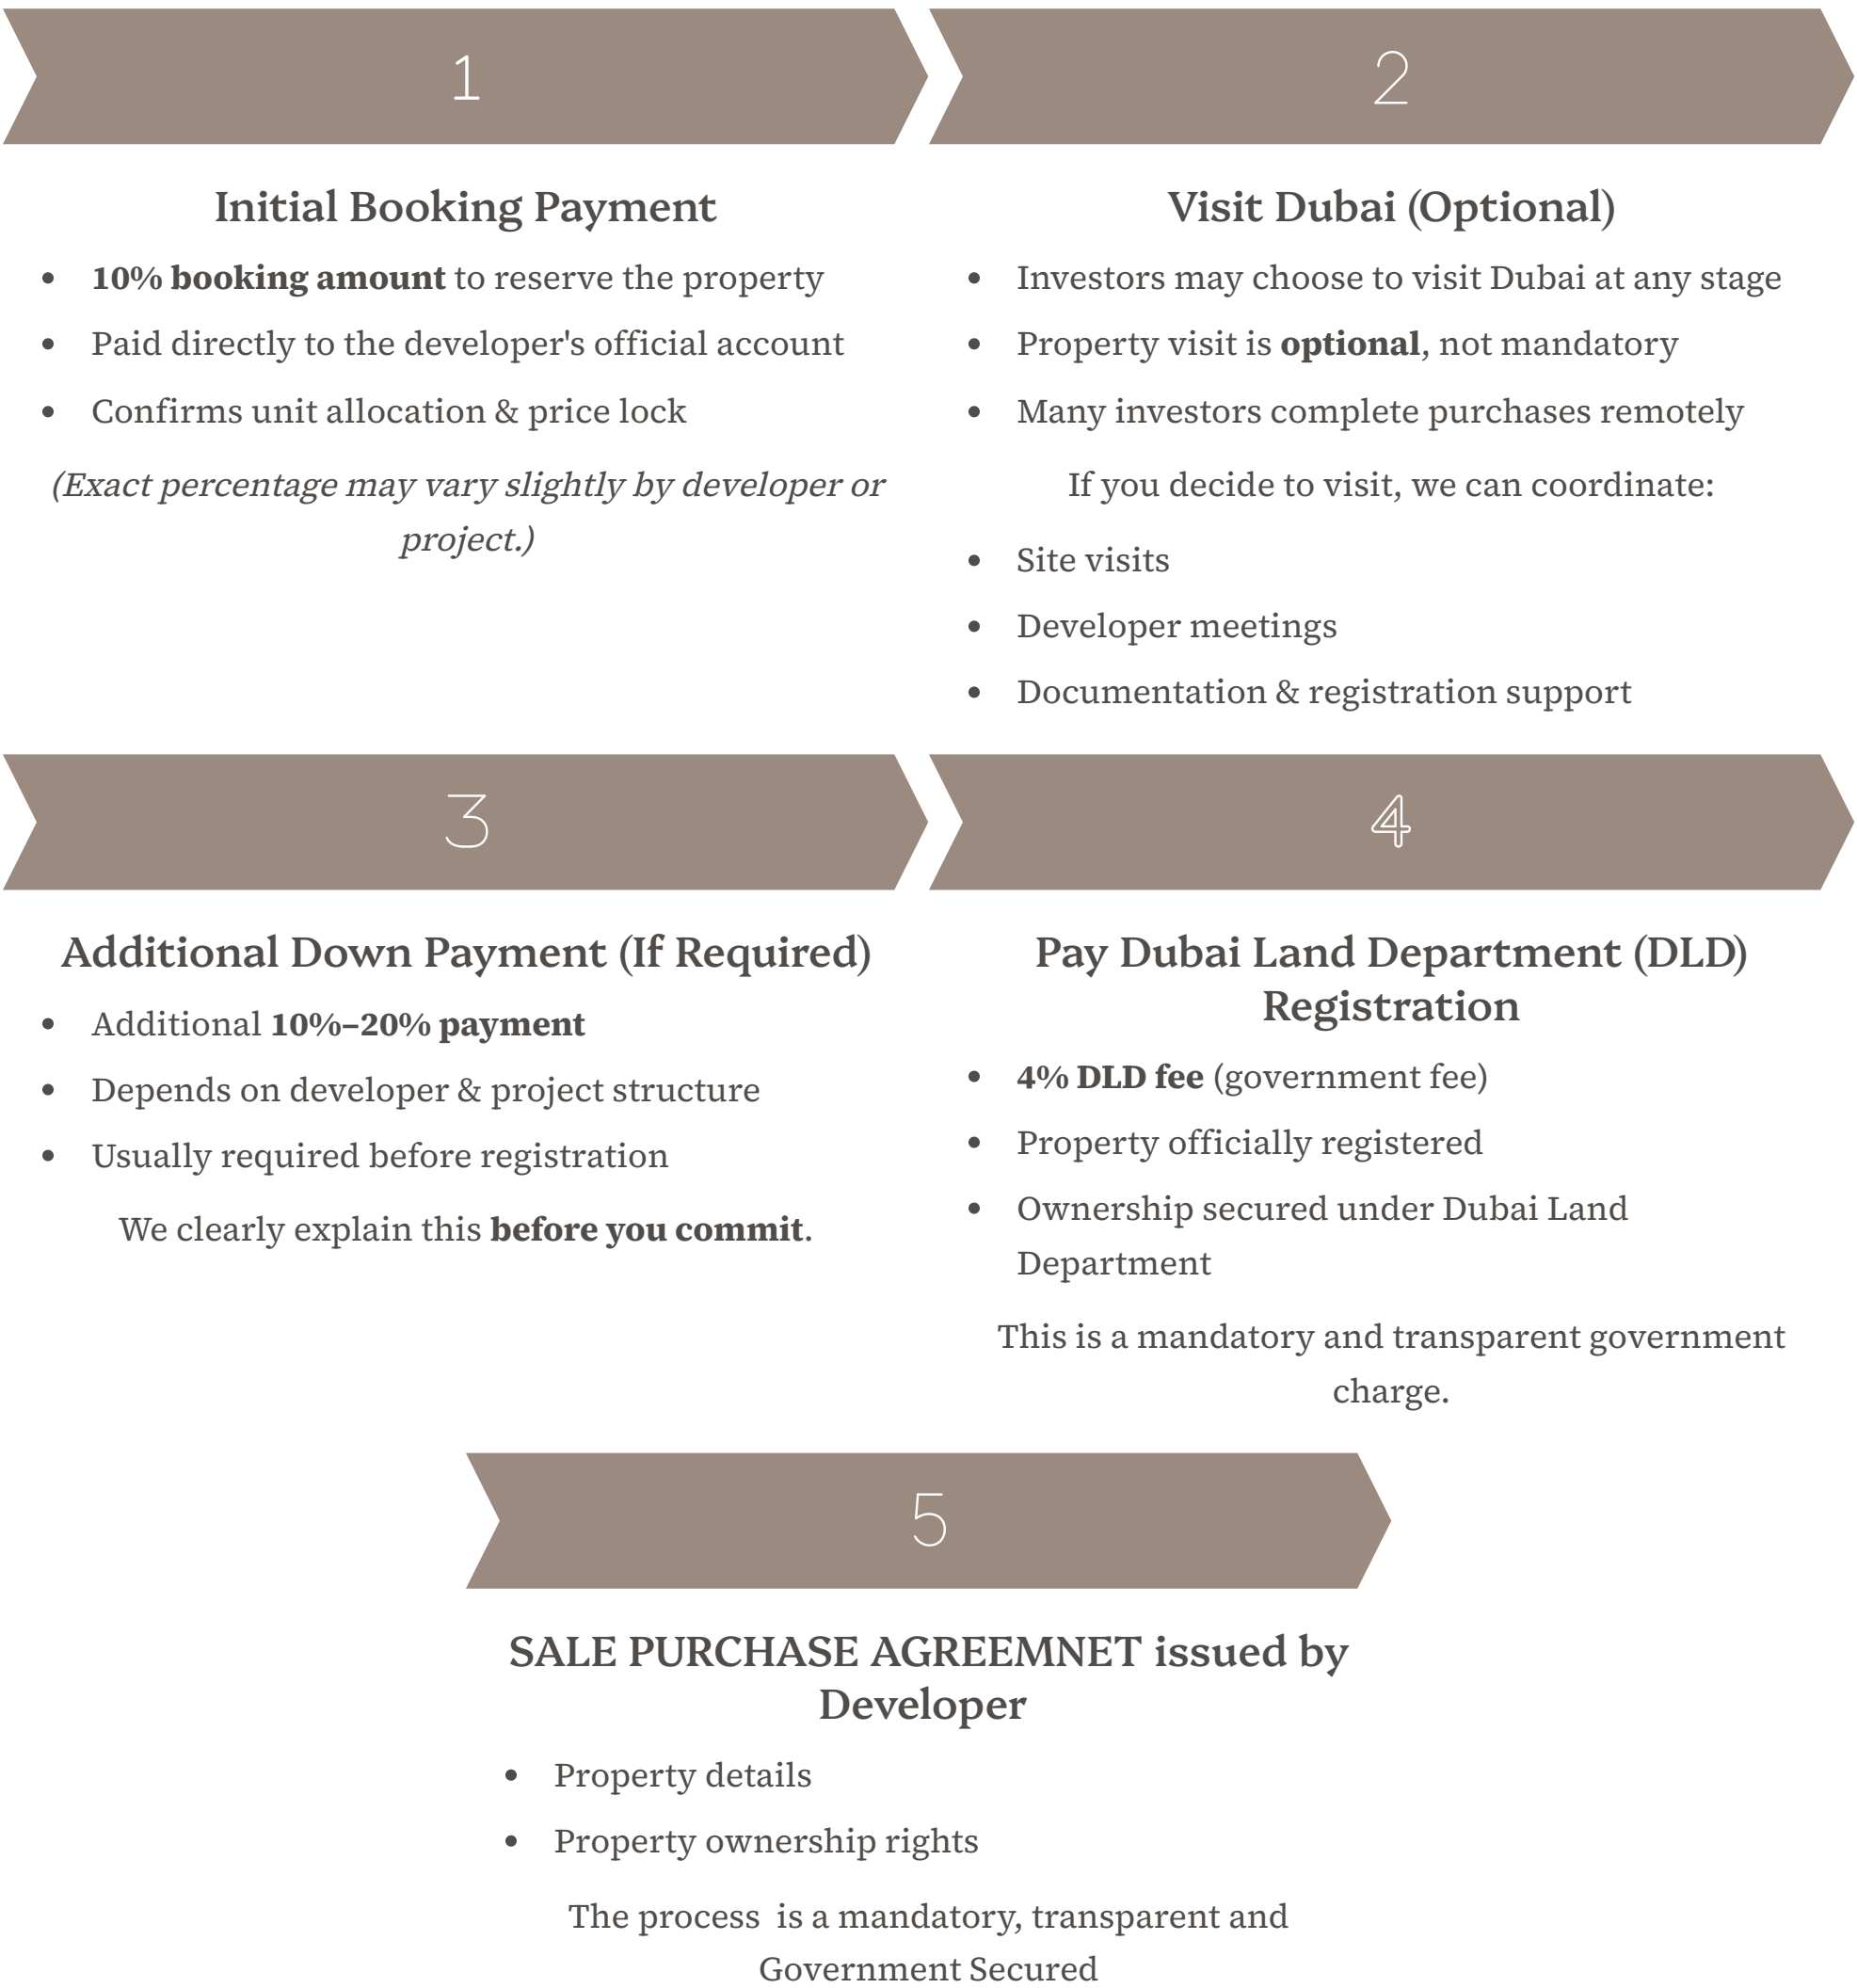 1
Initial Booking Payment
• 10% booking amount to reserve the property
• Paid directly to the developer's official account
• Confirms unit allocation & price lock
(Exact percentage may vary slightly by developer or
project.)
2
Visit Dubai (Optional)
• Investors may choose to visit Dubai at any stage
• Property visit is optional, not mandatory
• Many investors complete purchases remotely
If you decide to visit, we can coordinate:
• Site visits
• Developer meetings
• Documentation & registration support
3
Additional Down Payment (If Required)
• Additional 10%–20% payment
• Depends on developer & project structure
• Usually required before registration
We clearly explain this before you commit.
4
Pay Dubai Land Department (DLD)
Registration
• 4% DLD fee (government fee)
• Property officially registered
• Ownership secured under Dubai Land
Department
This is a mandatory and transparent government
charge.
5
SALE PURCHASE AGREEMNET issued by
Developer
• Property details
• Property ownership rights
The process  is a mandatory, transparent and
Government Secured